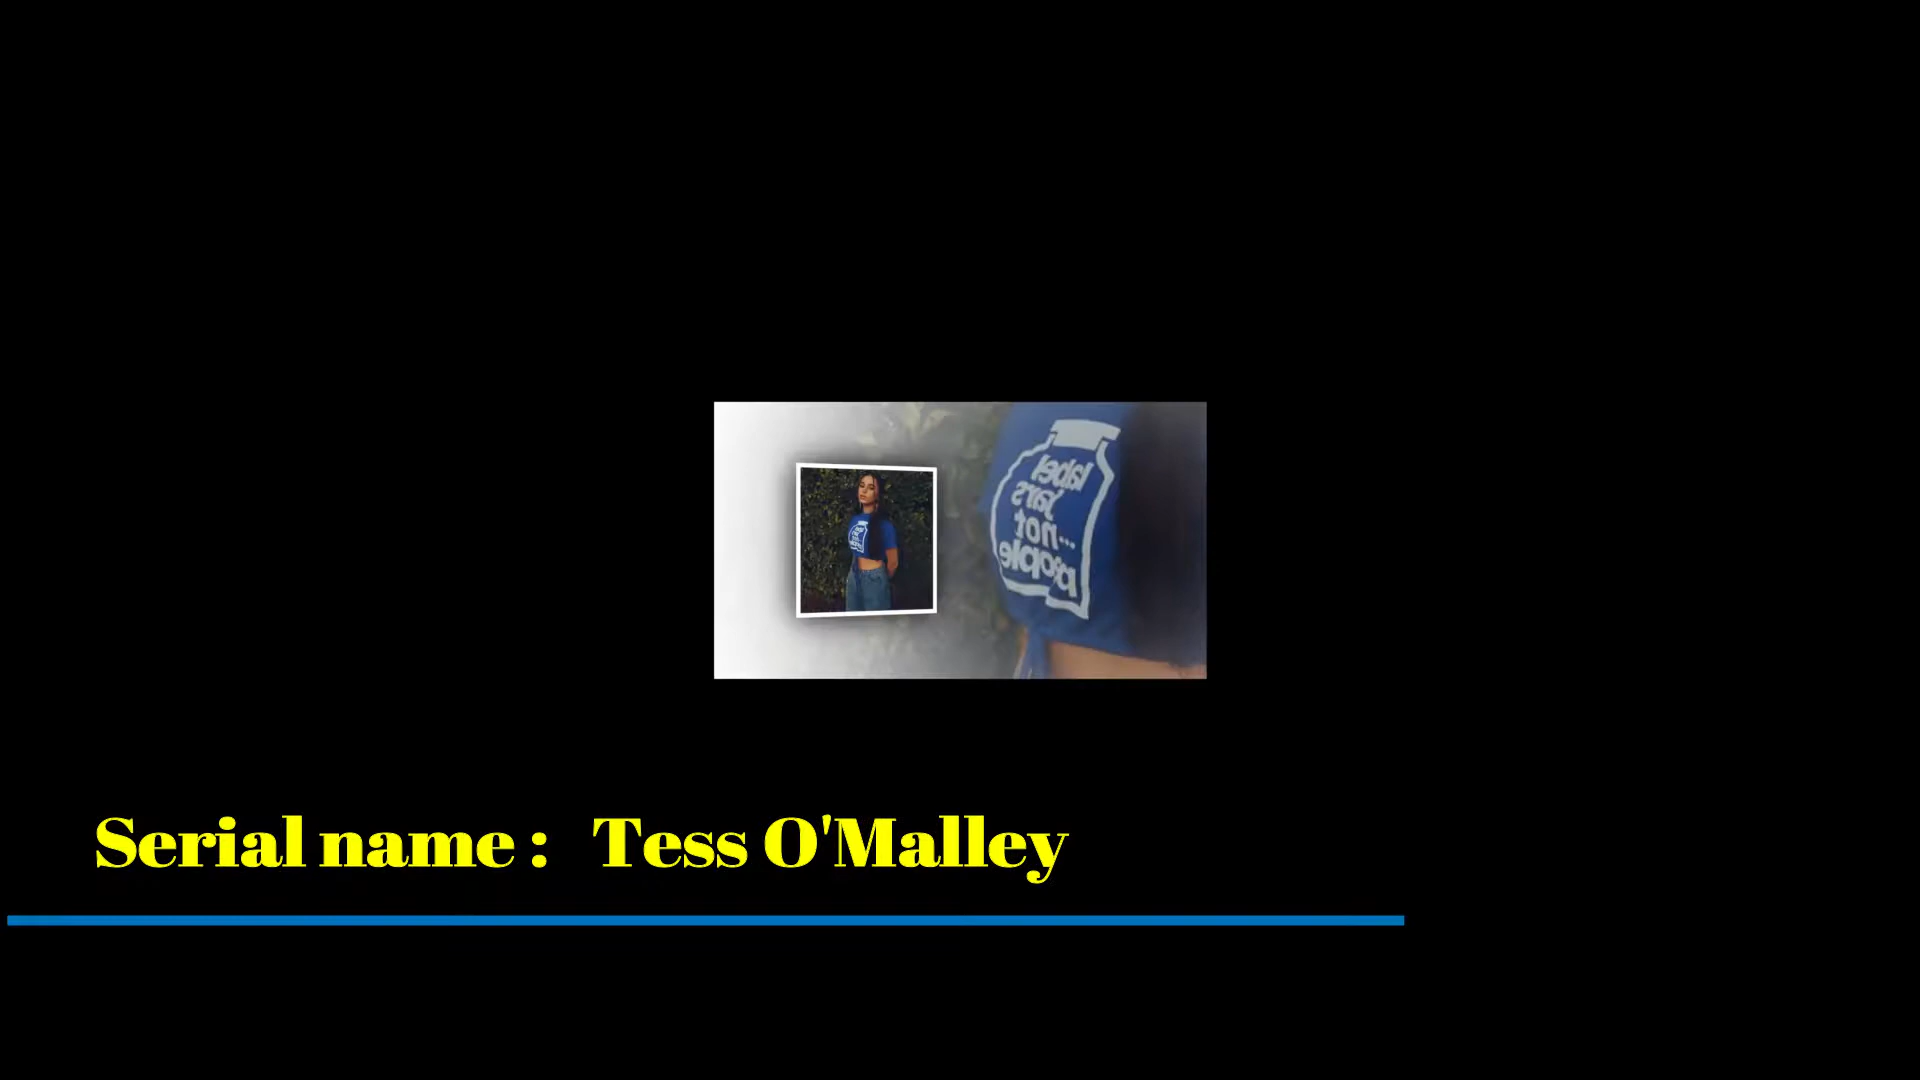 label
jars
not...
people
Serial name : Tess O'Malley